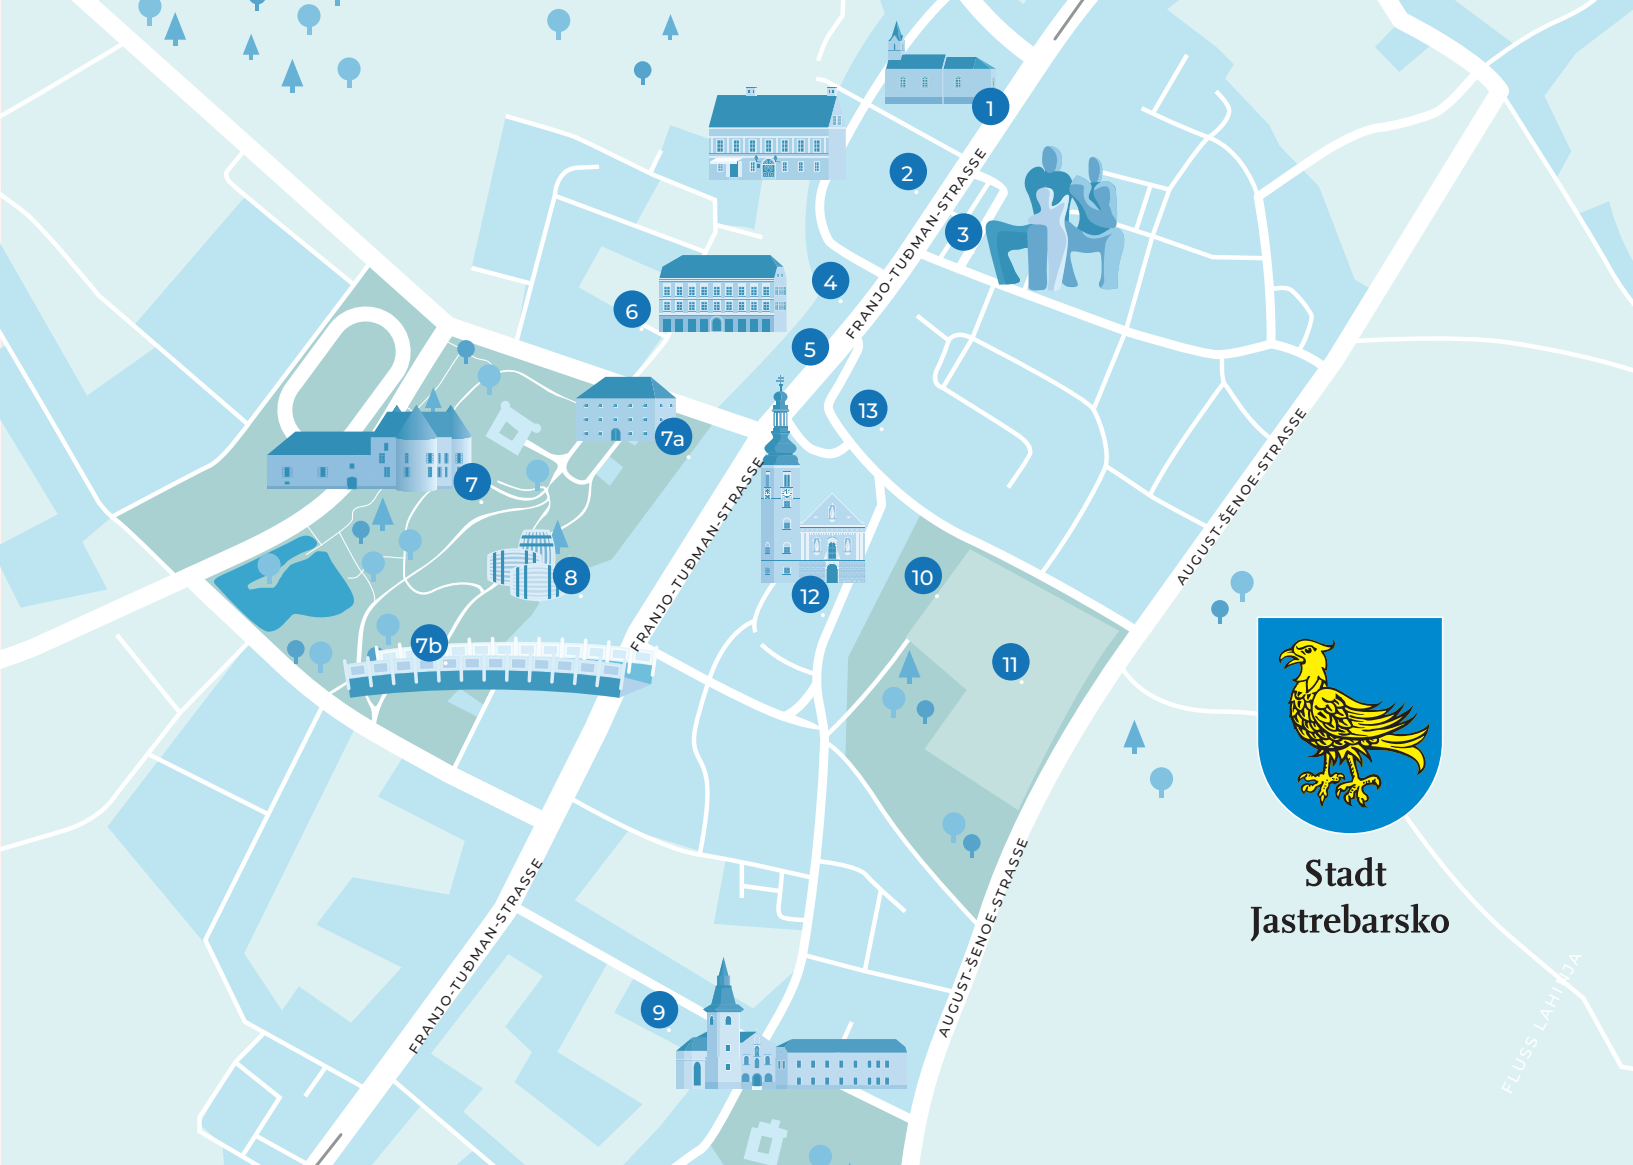 1
2
FRANJO-TUĐMAN-STRASSE
3
4
6
5
13
7a
7
FRANJO-TUĐMAN-STRASSE
AUGUST-ŠENOE-STRASSE
8
10
12
7b
11
Stadt
Jastrebarsko
FRANJO-TUĐMAN-STRASSE
AUGUST-ŠENOE-STRASSE
9
FLUSS LAHINJA